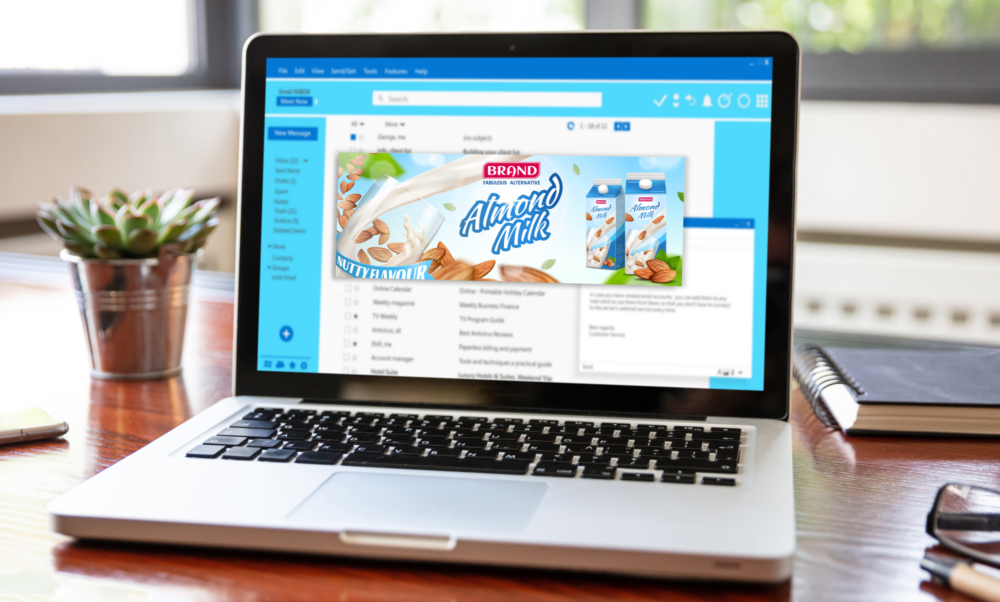 File Edit View Send/Get Tools Features Help
Email INBOX
Meet Now
Search
New Message
All More
1 - 18 of 22
George, me (no subject)
info, client list Building your client list
Inbox (22)
Sent Items
Drafts (1)
Spam
Notes
Trash (21)
Outbox (0)
Deleted Items
More
Contacts
Groups
Junk Email
BRAND
FABULOUS ALTERNATIVE
Almond
Milk
NUTTY FLAVOUR
BRAND
Almond
Milk
BRAND
Almond
Milk
Online Calendar Online - Printable Holiday Calendar
Weekly magazine Weekly Business Finance
TV Weekly TV Program Guide
Antivirus, all Best Antivirus Reviews
Ebill, me Paperless billing and payment
Account manager Tools and techniques a practical guide
Hotel Suite Luxury Hotels & Suites, Weekend Trip
In case you have created email accounts, you can add them to any
mail client to use them from there, so that you don't have to connect
to the server's webmail service every time.
Best regards
Customer Service
Send
A
Q W E R T Y U I O P
A S D F G H J K L
Z X C V B N M
cmd